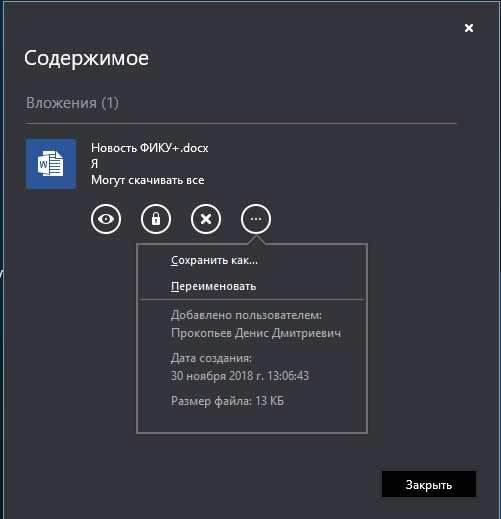 Содержимое
Вложения (1)
Новость ФИКУ+.docx
Я
Могут скачивать все
Сохранить как...
Переименовать
Добавлено пользователем:
Прокопьев Денис Дмитриевич
Дата создания:
30 ноября 2018 г. 13:06:43
Размер файла: 13 КБ
Закрыть